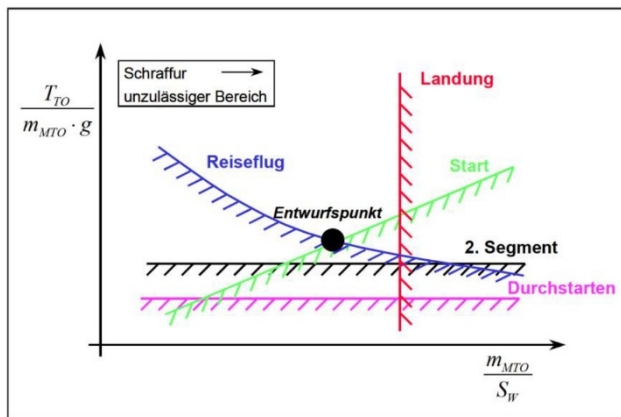 Schraffur
unzulässiger Bereich
Landung
T_TO
m_MTO · g
Reiseflug
Start
Entwurfspunkt
2. Segment
Durchstarten
m_MTO
S_W